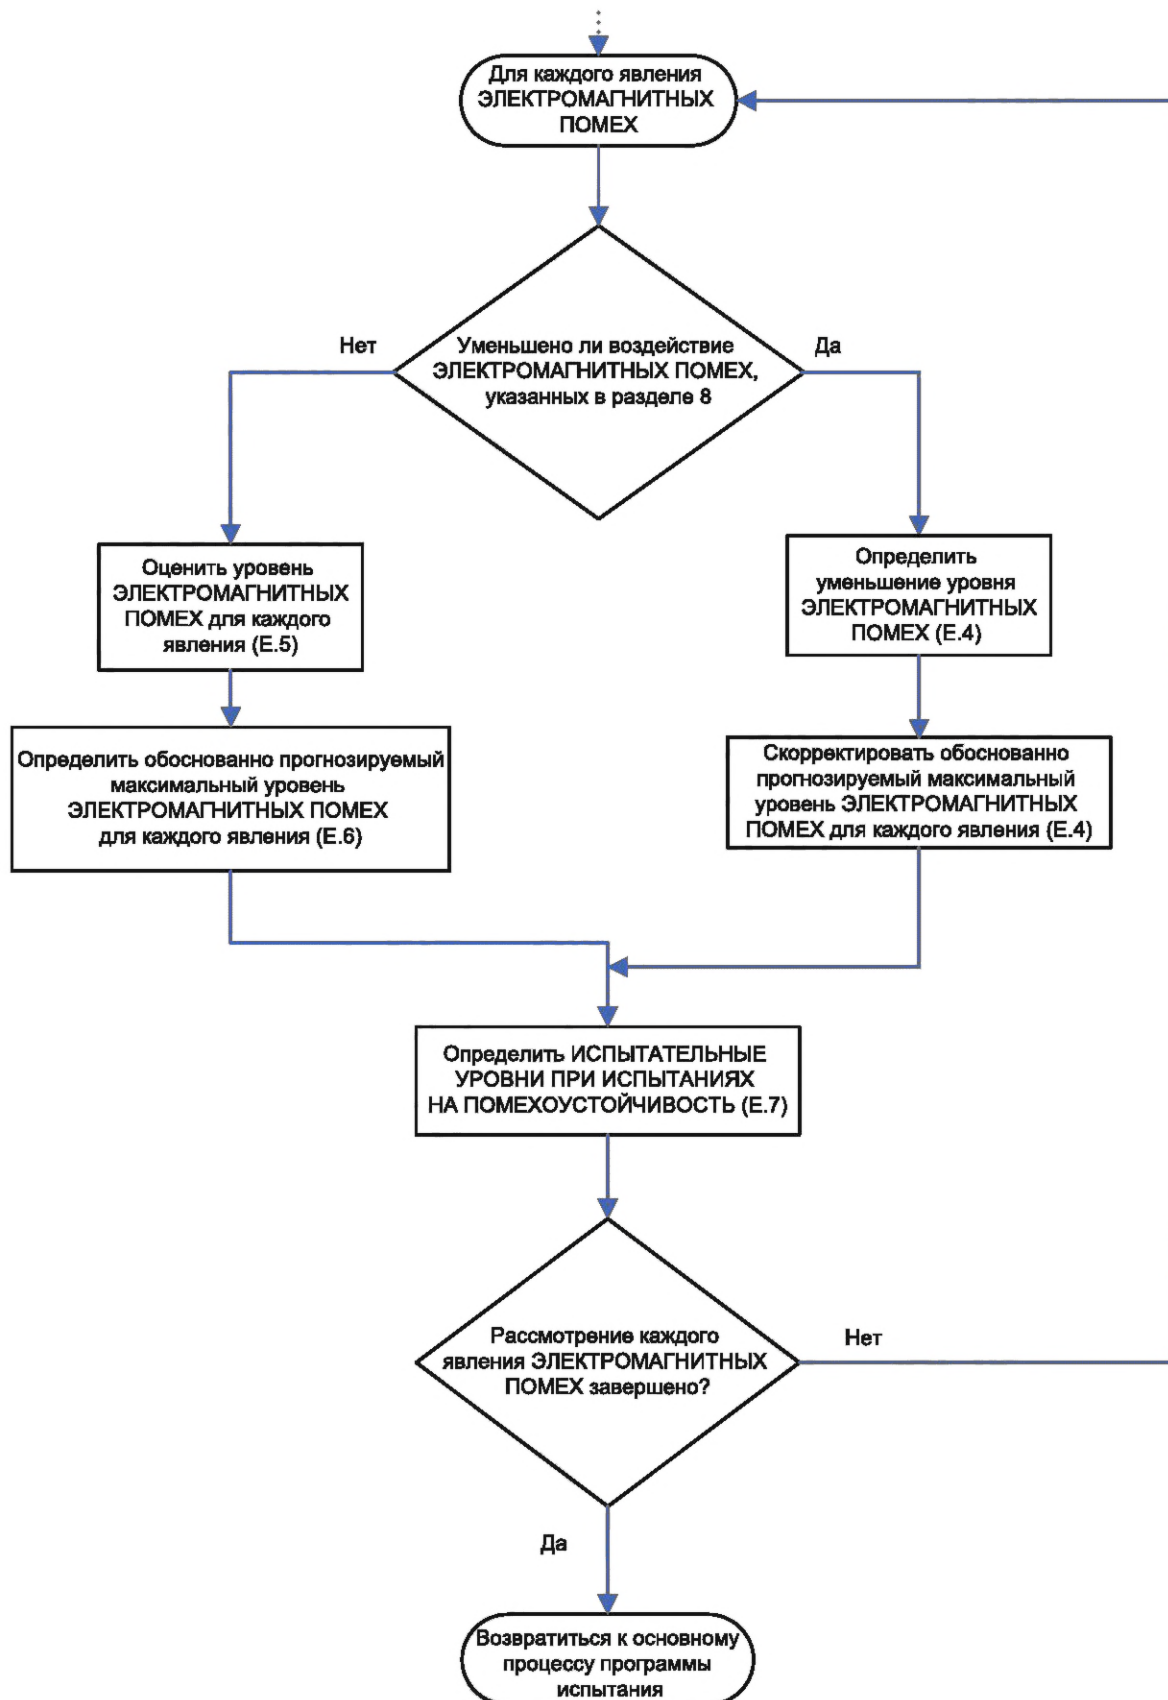 Для каждого явления
ЭЛЕКТРОМАГНИТНЫХ
ПОМЕХ
Нет
Уменьшено ли воздействие
ЭЛЕКТРОМАГНИТНЫХ ПОМЕХ,
указанных в разделе 8
Да
Оценить уровень
ЭЛЕКТРОМАГНИТНЫХ
ПОМЕХ для каждого
явления (Е.5)
Определить
уменьшение уровня
ЭЛЕКТРОМАГНИТНЫХ
ПОМЕХ (Е.4)
Определить обоснованно прогнозируемый
максимальный уровень
ЭЛЕКТРОМАГНИТНЫХ ПОМЕХ
для каждого явления (Е.6)
Скорректировать обоснованно
прогнозируемый максимальный
уровень ЭЛЕКТРОМАГНИТНЫХ
ПОМЕХ для каждого явления (Е.4)
Определить ИСПЫТАТЕЛЬНЫЕ
УРОВНИ ПРИ ИСПЫТАНИЯХ
НА ПОМЕХОУСТОЙЧИВОСТЬ (Е.7)
Рассмотрение каждого
явления ЭЛЕКТРОМАГНИТНЫХ
ПОМЕХ завершено?
Нет
Да
Возвратиться к основному
процессу программы
испытания